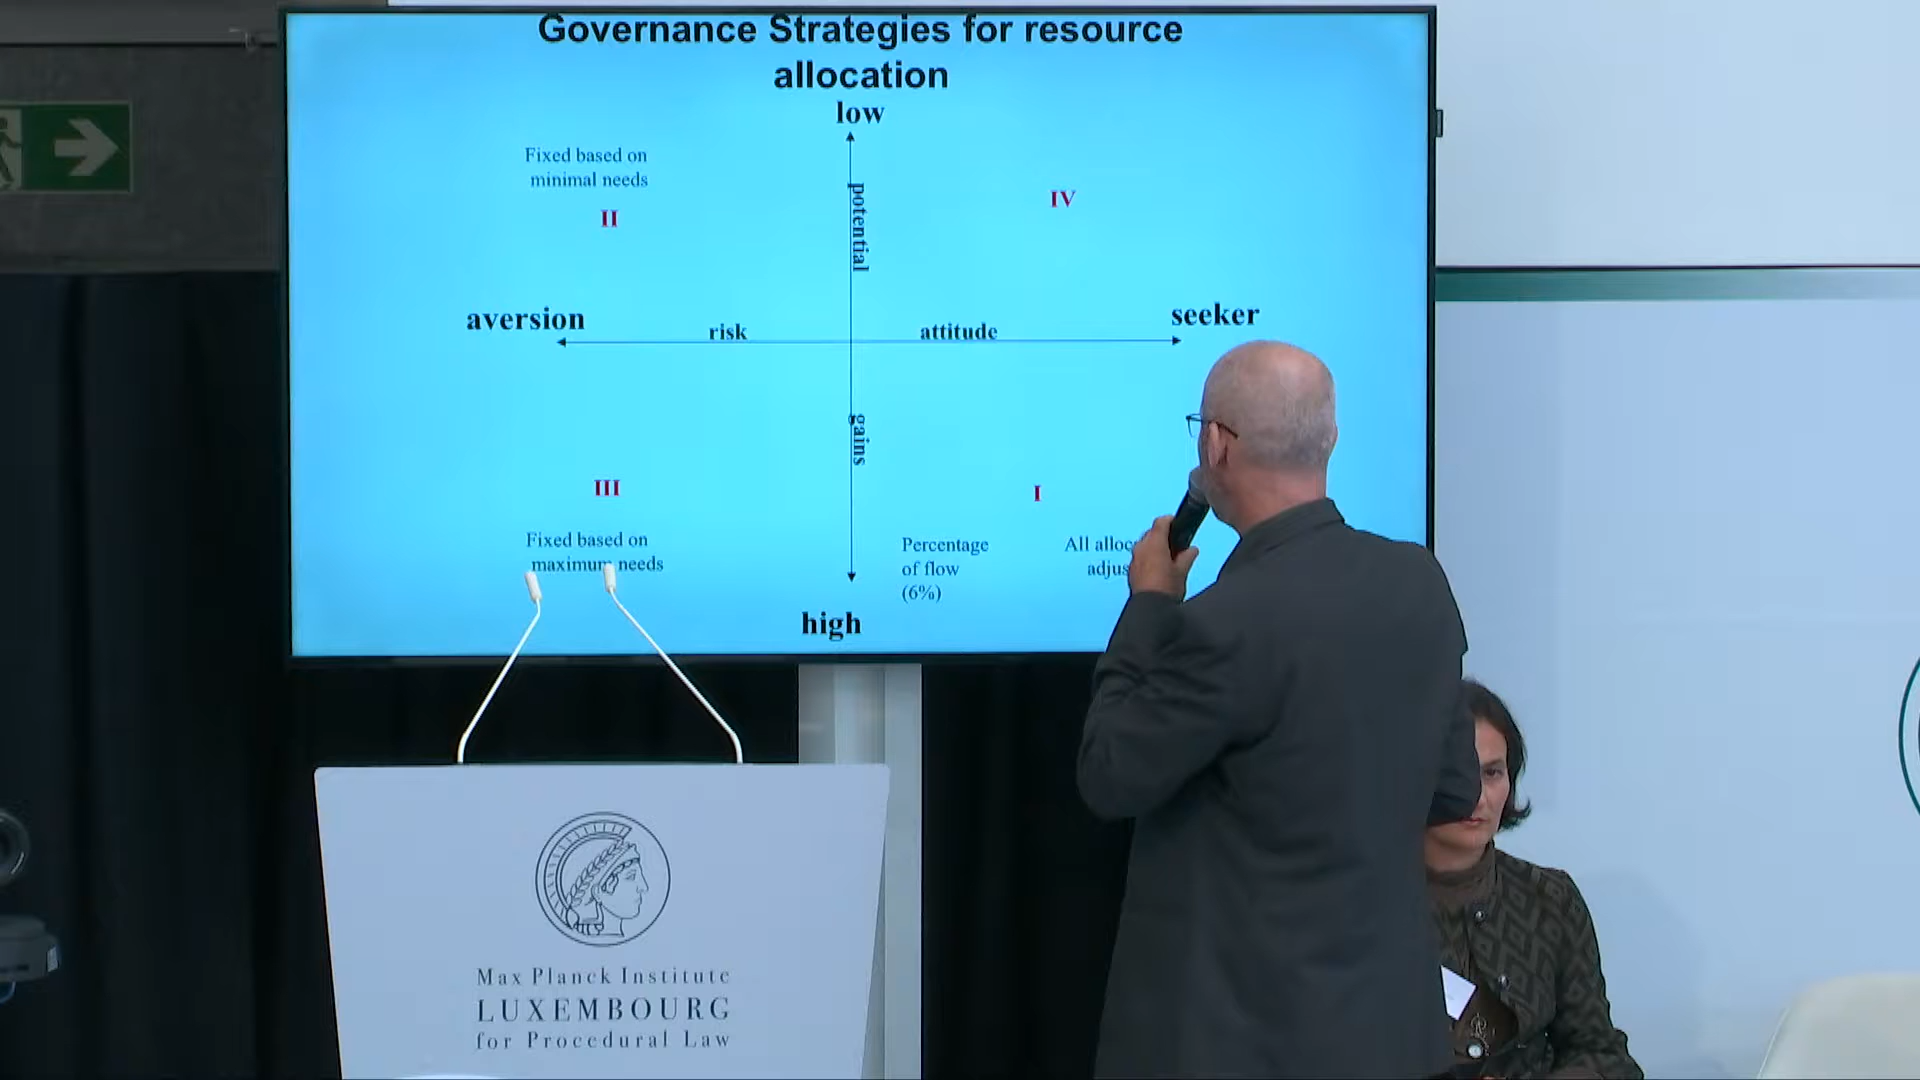 Governance Strategies for resource
allocation
low
Fixed based on
minimal needs
II
IV
potential
aversion
risk
attitude
seeker
gains
III
I
Fixed based on
maximum needs
Percentage
of flow
(6%)
All
high
Max Planck Institute
LUXEMBOURG
for Procedural Law